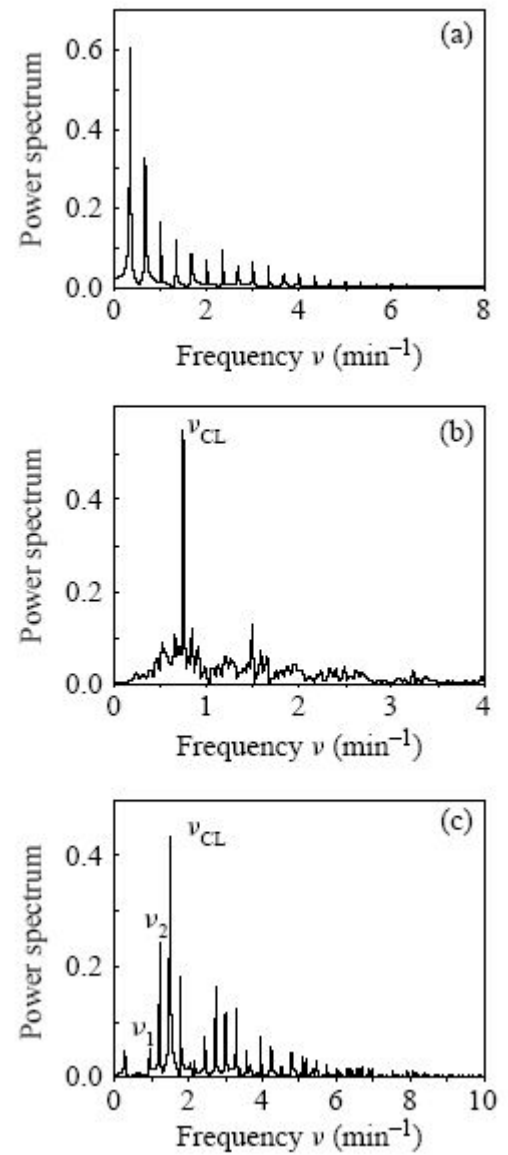 (a)
Power spectrum
0.6
0.4
0.2
0.0
0 2 4 6 8
Frequency ν (min⁻¹)
(b)
ν_CL
Power spectrum
0.4
0.2
0.0
0 1 2 3 4
Frequency ν (min⁻¹)
(c)
ν_CL
ν₂
ν₁
Power spectrum
0.4
0.2
0.0
0 2 4 6 8 10
Frequency ν (min⁻¹)